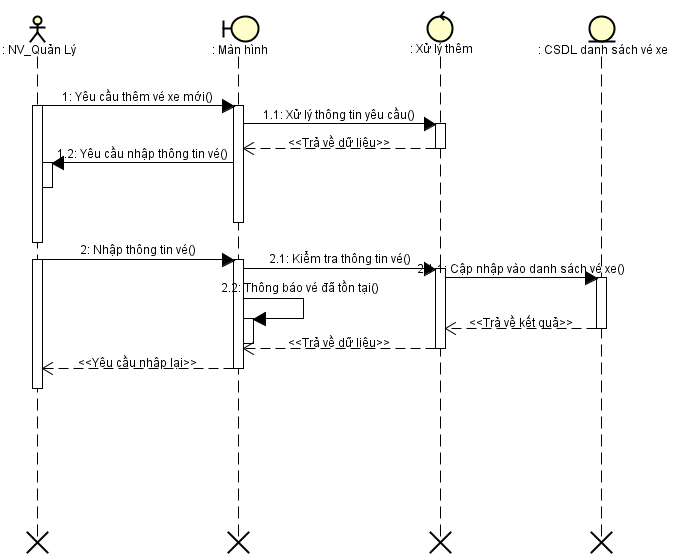 : NV_Quản Lý
: Màn hình
: Xử lý thêm
: CSDL danh sách vé xe
1: Yêu cầu thêm vé xe mới()
1.1: Xử lý thông tin yêu cầu()
<<Trả về dữ liệu>>
1.2: Yêu cầu nhập thông tin vé()
2: Nhập thông tin vé()
2.1: Kiểm tra thông tin vé()
2.1.1: Cập nhập vào danh sách vé xe()
2.2: Thông báo vé đã tồn tại()
<<Trả về kết quả>>
<<Trả về dữ liệu>>
<<Yêu cầu nhập lại>>